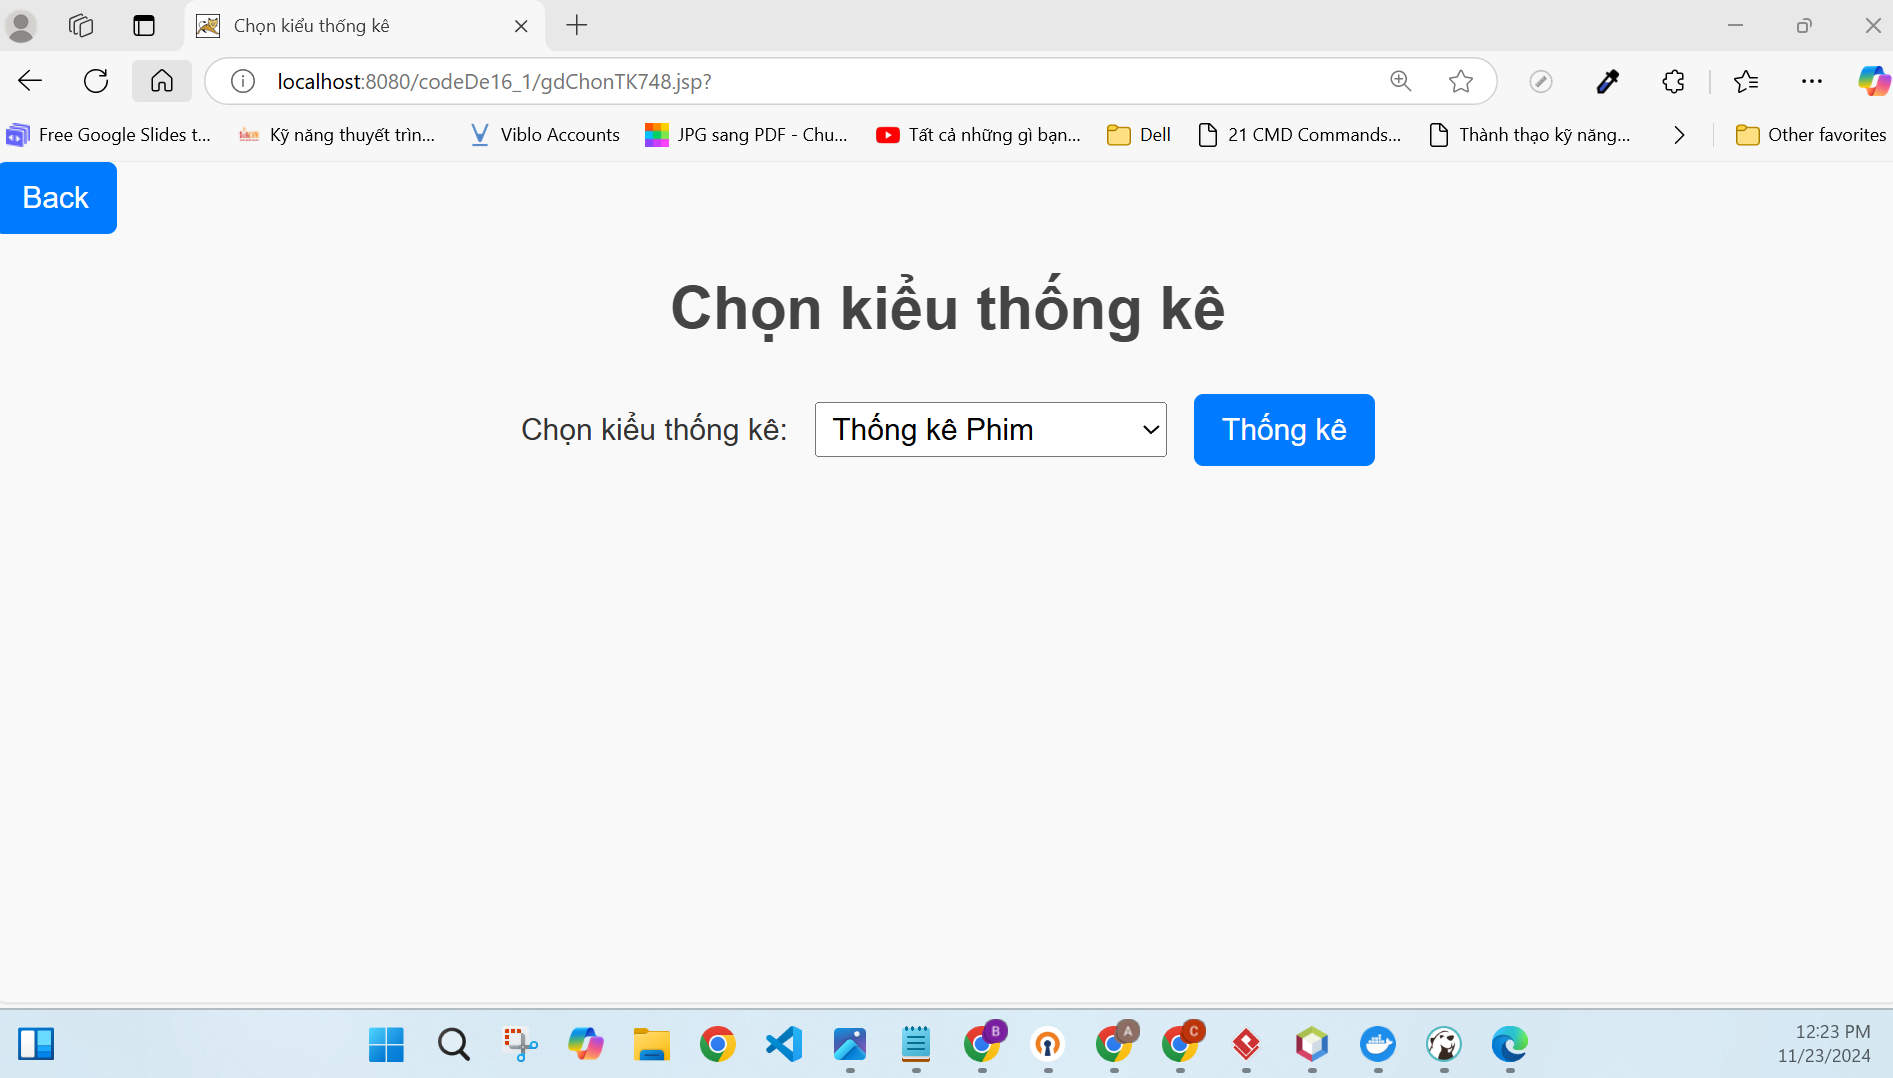 Chọn kiểu thống kê
localhost:8080/codeDe16_1/gdChonTK748.jsp?
Free Google Slides t...
Kỹ năng thuyết trìn...
Viblo Accounts
JPG sang PDF - Chu...
Tất cả những gì bạn...
Dell
21 CMD Commands...
Thành thạo kỹ năng...
Other favorites
Back
Chọn kiểu thống kê
Chọn kiểu thống kê:
Thống kê Phim
Thống kê
B
A
C
12:23 PM
11/23/2024